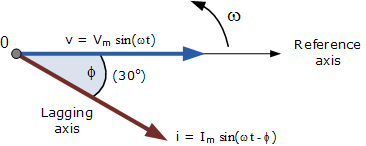 ω
0
v = Vm sin(ωt)
Reference
axis
ϕ
(30°)
Lagging
axis
i = Im sin(ωt - ϕ)